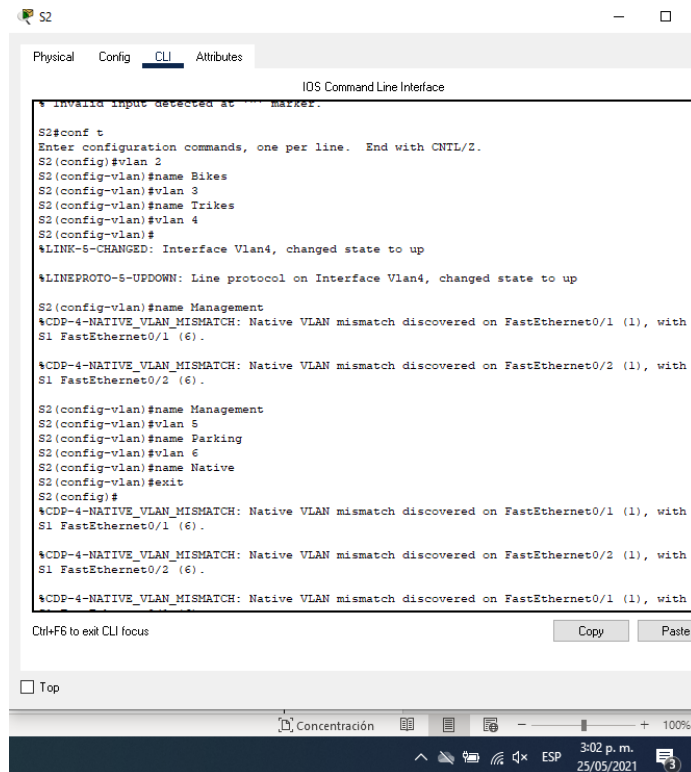 S2
Physical Config CLI Attributes
IOS Command Line Interface
% Invalid input detected at '^' marker.
S2#conf t
Enter configuration commands, one per line. End with CNTL/Z.
S2(config)#vlan 2
S2(config-vlan)#name Bikes
S2(config-vlan)#vlan 3
S2(config-vlan)#name Trikes
S2(config-vlan)#vlan 4
S2(config-vlan)#
%LINK-5-CHANGED: Interface Vlan4, changed state to up
%LINEPROTO-5-UPDOWN: Line protocol on Interface Vlan4, changed state to up
S2(config-vlan)#name Management
%CDP-4-NATIVE_VLAN_MISMATCH: Native VLAN mismatch discovered on FastEthernet0/1 (1), with
S1 FastEthernet0/1 (6).
%CDP-4-NATIVE_VLAN_MISMATCH: Native VLAN mismatch discovered on FastEthernet0/2 (1), with
S1 FastEthernet0/2 (6).
S2(config-vlan)#name Management
S2(config-vlan)#vlan 5
S2(config-vlan)#name Parking
S2(config-vlan)#vlan 6
S2(config-vlan)#name Native
S2(config-vlan)#exit
S2(config)#
%CDP-4-NATIVE_VLAN_MISMATCH: Native VLAN mismatch discovered on FastEthernet0/1 (1), with
S1 FastEthernet0/1 (6).
%CDP-4-NATIVE_VLAN_MISMATCH: Native VLAN mismatch discovered on FastEthernet0/2 (1), with
S1 FastEthernet0/2 (6).
%CDP-4-NATIVE_VLAN_MISMATCH: Native VLAN mismatch discovered on FastEthernet0/1 (1), with
Ctrl+F6 to exit CLI focus
Copy Paste
Top
Concentración 100%
ESP 3:02 p. m.
25/05/2021
3